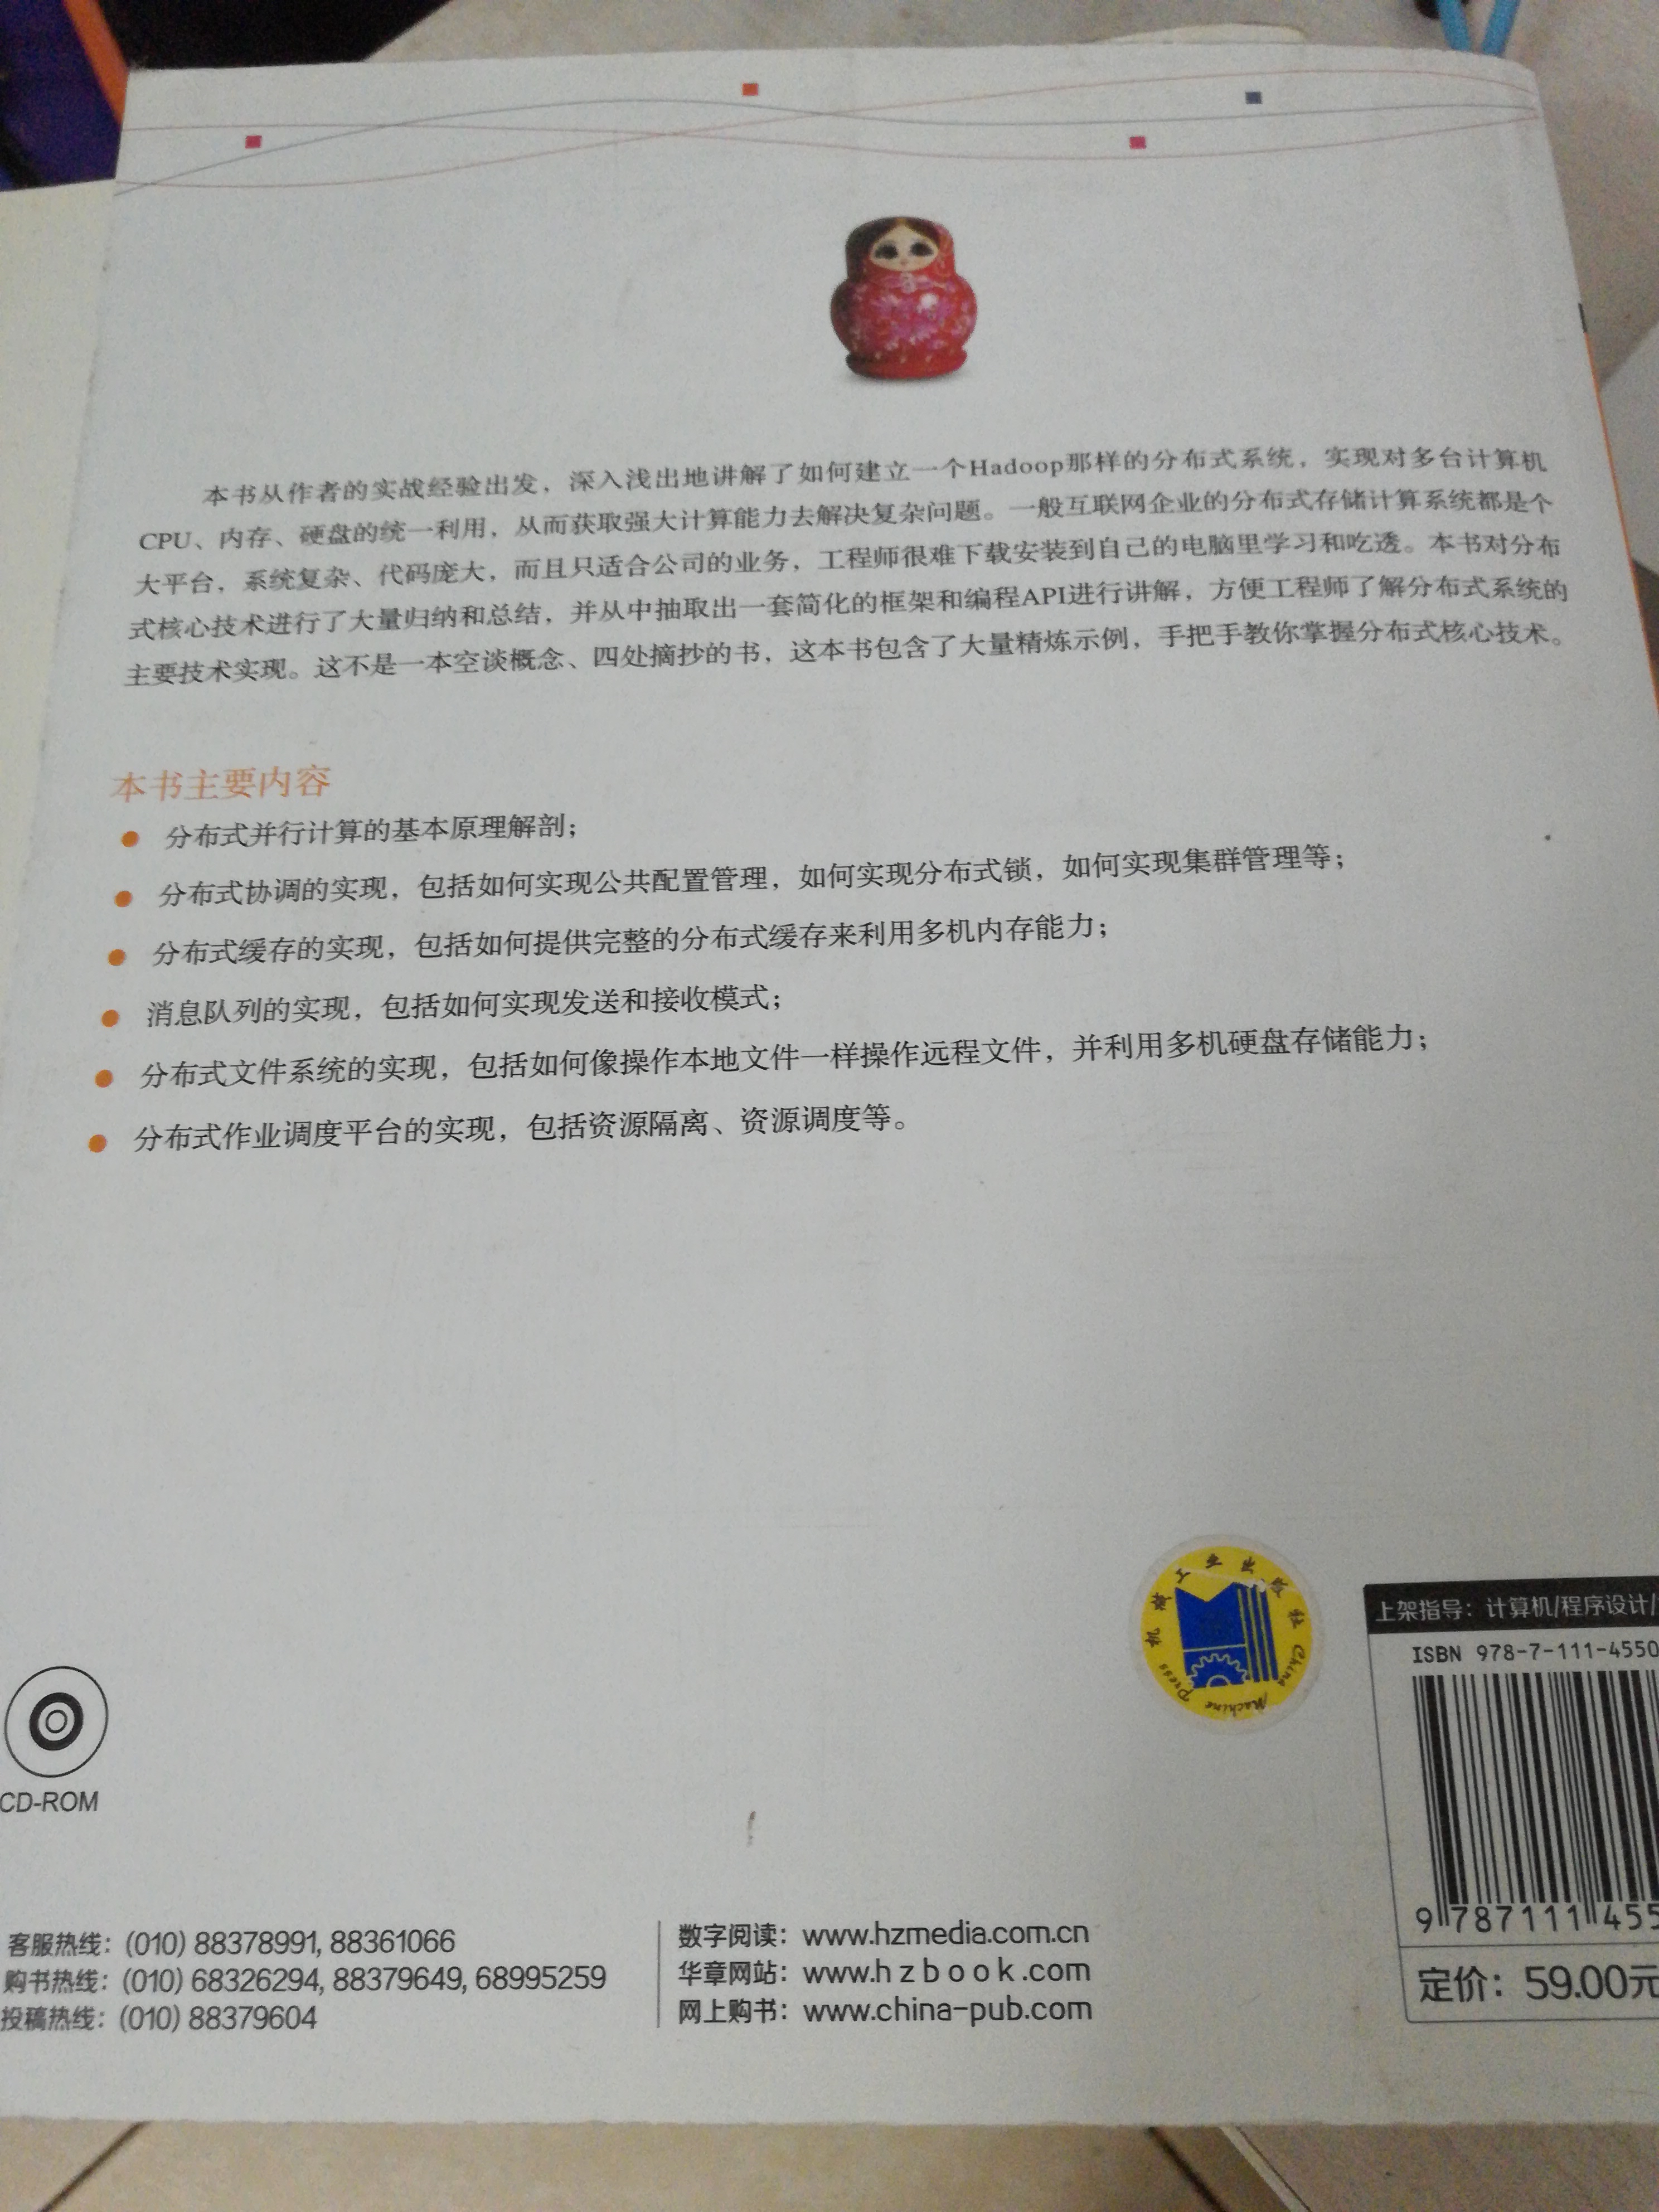 本书从作者的实战经验出发，深入浅出地讲解了如何建立一个Hadoop那样的分布式系统，实现对多台计算机
CPU、内存、硬盘的统一利用，从而获取强大计算能力去解决复杂问题。一般互联网企业的分布式存储计算系统都是个
大平台，系统复杂、代码庞大，而且只适合公司的业务，工程师很难下载安装到自己的电脑里学习和吃透。本书对分布
式核心技术进行了大量归纳和总结，并从中抽取出一套简化的框架和编程API进行讲解，方便工程师了解分布式系统的
主要技术实现。这不是一本空谈概念、四处摘抄的书，这本书包含了大量精炼示例，手把手教你掌握分布式核心技术。
本书主要内容
分布式并行计算的基本原理解剖；
分布式协调的实现，包括如何实现公共配置管理，如何实现分布式锁，如何实现集群管理等；
分布式缓存的实现，包括如何提供完整的分布式缓存来利用多机内存能力；
消息队列的实现，包括如何实现发送和接收模式；
分布式文件系统的实现，包括如何像操作本地文件一样操作远程文件，并利用多机硬盘存储能力；
分布式作业调度平台的实现，包括资源隔离、资源调度等。
机械工业出版社 China Machine Press
上架指导：计算机/程序设计/
ISBN 978-7-111-4550
9 787111 455
定价：59.00元
CD-ROM
客服热线：(010) 88378991, 88361066
购书热线：(010) 68326294, 88379649, 68995259
投稿热线：(010) 88379604
数字阅读：www.hzmedia.com.cn
华章网站：www.hzbook.com
网上购书：www.china-pub.com